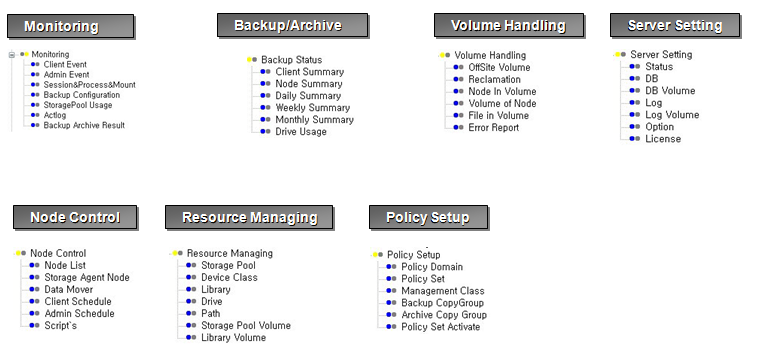 Monitoring
Monitoring
Client Event
Admin Event
Session&Process&Mount
Backup Configuration
StoragePool Usage
Actlog
Backup Archive Result
Backup/Archive
Backup Status
Client Summary
Node Summary
Daily Summary
Weekly Summary
Monthly Summary
Drive Usage
Volume Handling
Volume Handling
OffSite Volume
Reclamation
Node In Volume
Volume of Node
File in Volume
Error Report
Server Setting
Server Setting
Status
DB
DB Volume
Log
Log Volume
Option
License
Node Control
Node Control
Node List
Storage Agent Node
Data Mover
Client Schedule
Admin Schedule
Script`s
Resource Managing
Resource Managing
Storage Pool
Device Class
Library
Drive
Path
Storage Pool Volume
Library Volume
Policy Setup
Policy Setup
Policy Domain
Policy Set
Management Class
Backup CopyGroup
Archive Copy Group
Policy Set Activate